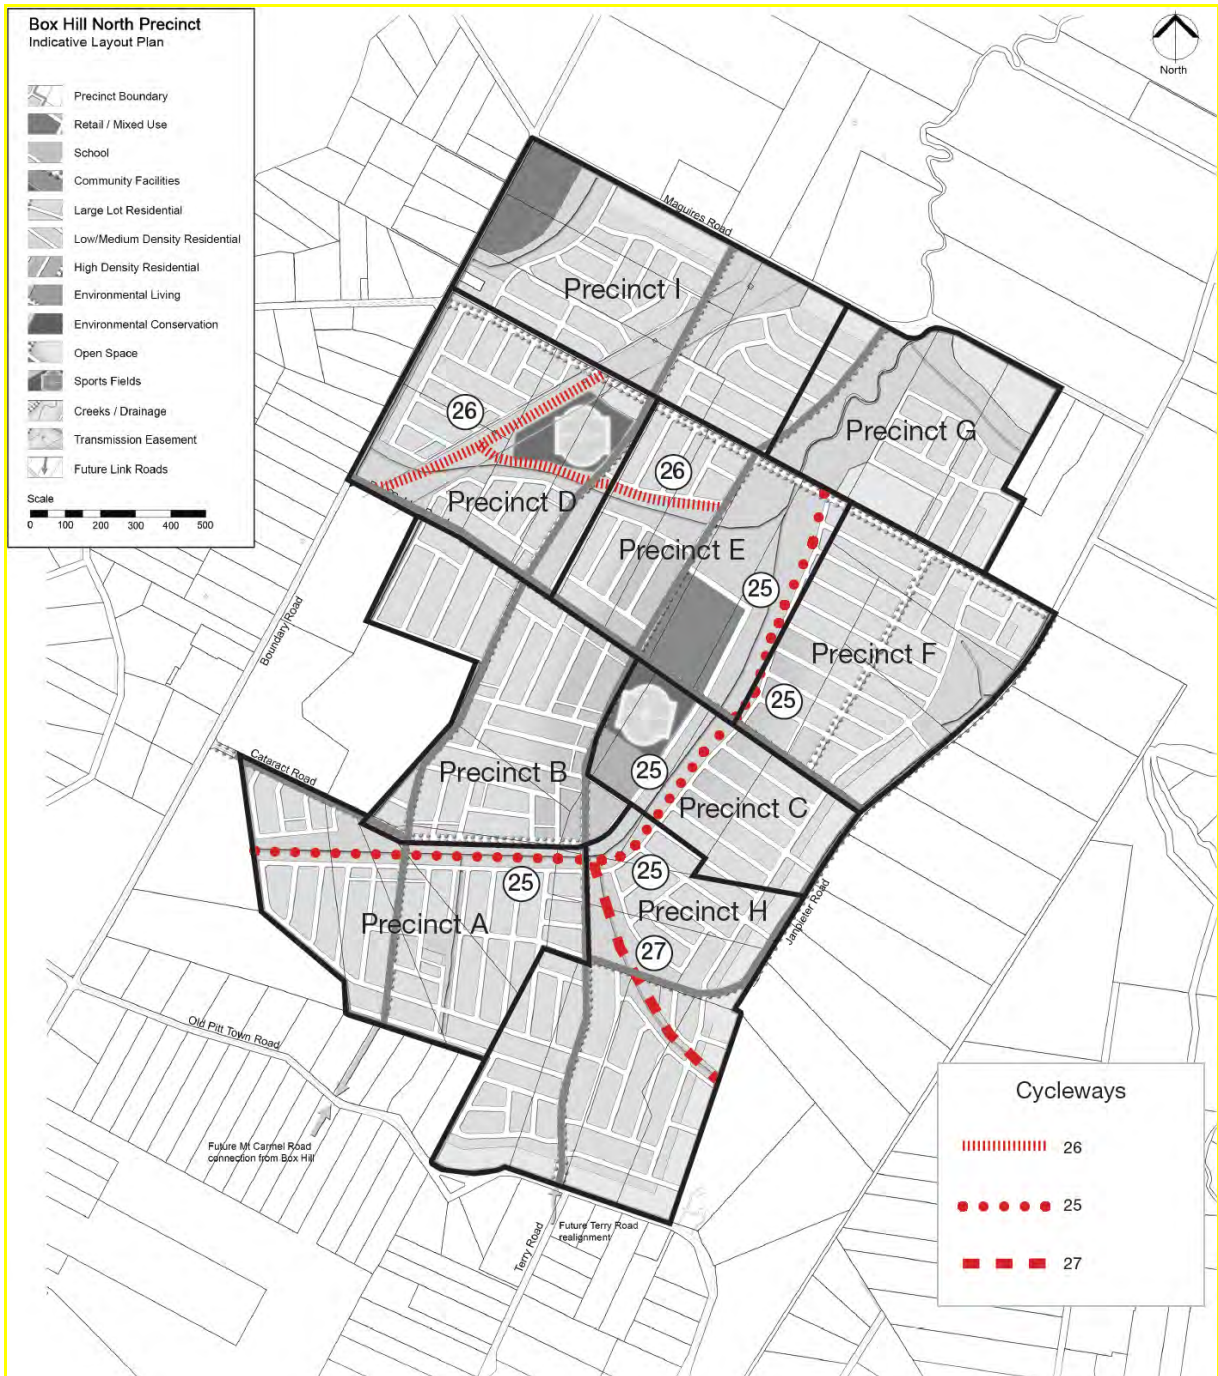 Box Hill North Precinct
Indicative Layout Plan
Precinct Boundary
Retail / Mixed Use
School
Community Facilities
Large Lot Residential
Low/Medium Density Residential
High Density Residential
Environmental Living
Environmental Conservation
Open Space
Sports Fields
Creeks / Drainage
Transmission Easement
Future Link Roads
Scale
0 100 200 300 400 500
North
Maguires Road
Precinct I
26
Precinct G
26
Precinct D
Precinct E
25
Boundary Road
Precinct F
25
Cataract Road
Precinct B
25
Precinct C
25
25
Precinct A
Precinct H
Janpieter Road
27
Old Pitt Town Road
Future Mt Carmel Road
connection from Box Hill
Terry Road
Future Terry Road
realignment
Cycleways
26
25
27